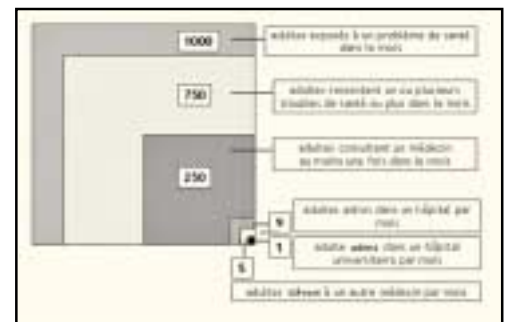 1000
adultes exposés à un problème de santé
dans le mois
750
adultes ressentant un ou plusieurs
troubles de santé ou plus dans le mois
adultes consultant un médecin
au moins une fois dans le mois
250
adultes admis dans un hôpital par
mois
9
adulte admis dans un hôpital
universitaire par mois
1
5
adultes adressés à un autre médecin par mois